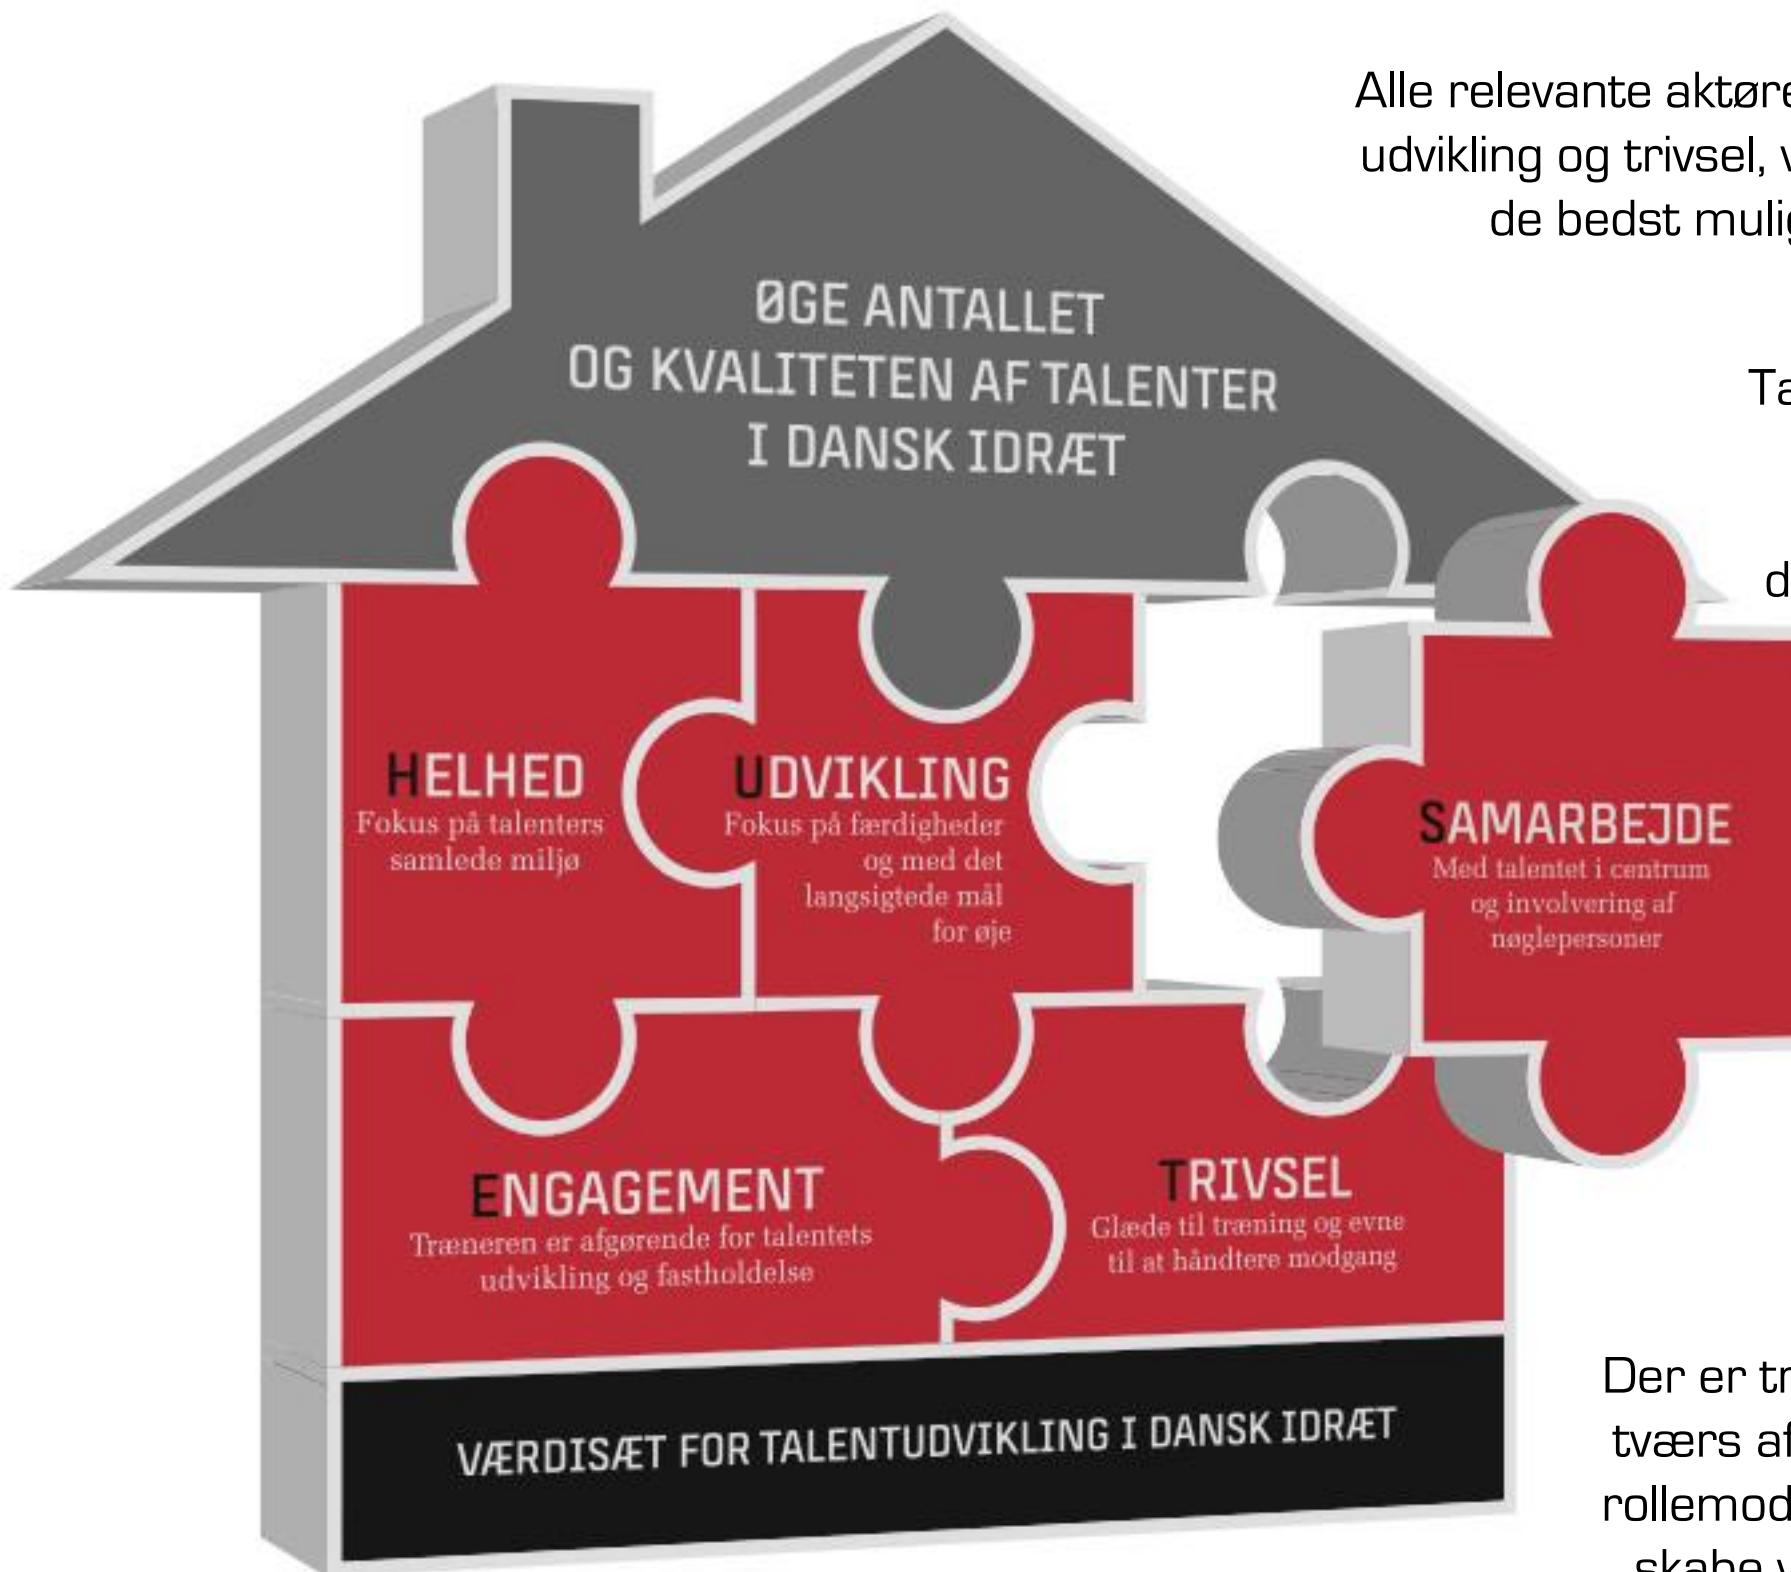 Alle relevante
udvikling og trivsel,
de bedst
ØGE ANTALLET
OG KVALITETEN AF TALENTER
I DANSK IDRÆT
HELHED
Fokus på talenters
samlede miljø
UDVIKLING
Fokus på færdigheder
og med det
langsigtede mål
for øje
SAMARBEJDE
Med talentet i centrum
og involvering af
nøglepersoner
ENGAGEMENT
Træneren er afgørende for talentets
udvikling og fastholdelse
TRIVSEL
Glæde til træning og evne
til at håndtere modgang
VÆRDISÆT FOR TALENTUDVIKLING I DANSK IDRÆT
Der er
tværs af
skabe